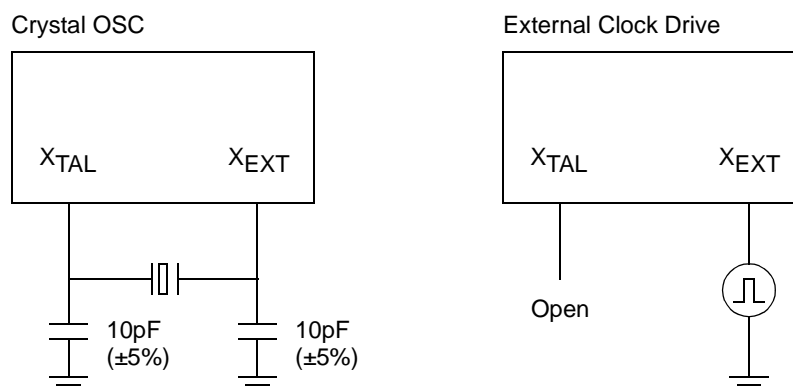 Crystal OSC
XTAL
XEXT
10pF
(±5%)
10pF
(±5%)
External Clock Drive
XTAL
XEXT
Open